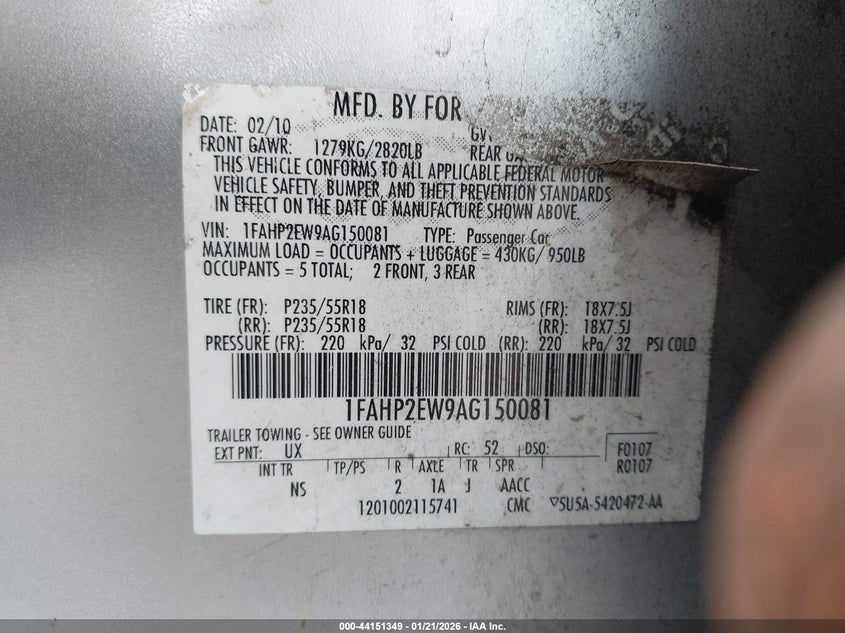 MFD. BY FOR
DATE: 02/10
FRONT GAWR: 1279KG/2820LB REAR
THIS VEHICLE CONFORMS TO ALL APPLICABLE FEDERAL MOTOR
VEHICLE SAFETY, BUMPER, AND THEFT PREVENTION STANDARDS
IN EFFECT ON THE DATE OF MANUFACTURE SHOWN ABOVE.
VIN: 1FAHP2EW9AG150081 TYPE: Passenger Car
MAXIMUM LOAD = OCCUPANTS + LUGGAGE = 430KG/ 950LB
OCCUPANTS = 5 TOTAL; 2 FRONT, 3 REAR
TIRE (FR): P235/55R18 RIMS (FR): 18X7.5J
(RR): P235/55R18 (RR): 18X7.5J
PRESSURE (FR): 220 kPa/ 32 PSI COLD (RR): 220 kPa/ 32 PSI COLD
1FAHP2EW9AG150081
TRAILER TOWING - SEE OWNER GUIDE
EXT PNT: UX RC: 52 DSO: F0107
INT TR TP/PS R AXLE TR SPR R0107
NS 2 1A J AACC
1201002115741 CMC ▽5U5A-5420472-AA
000-44151349 - 01/21/2026 - IAA Inc.